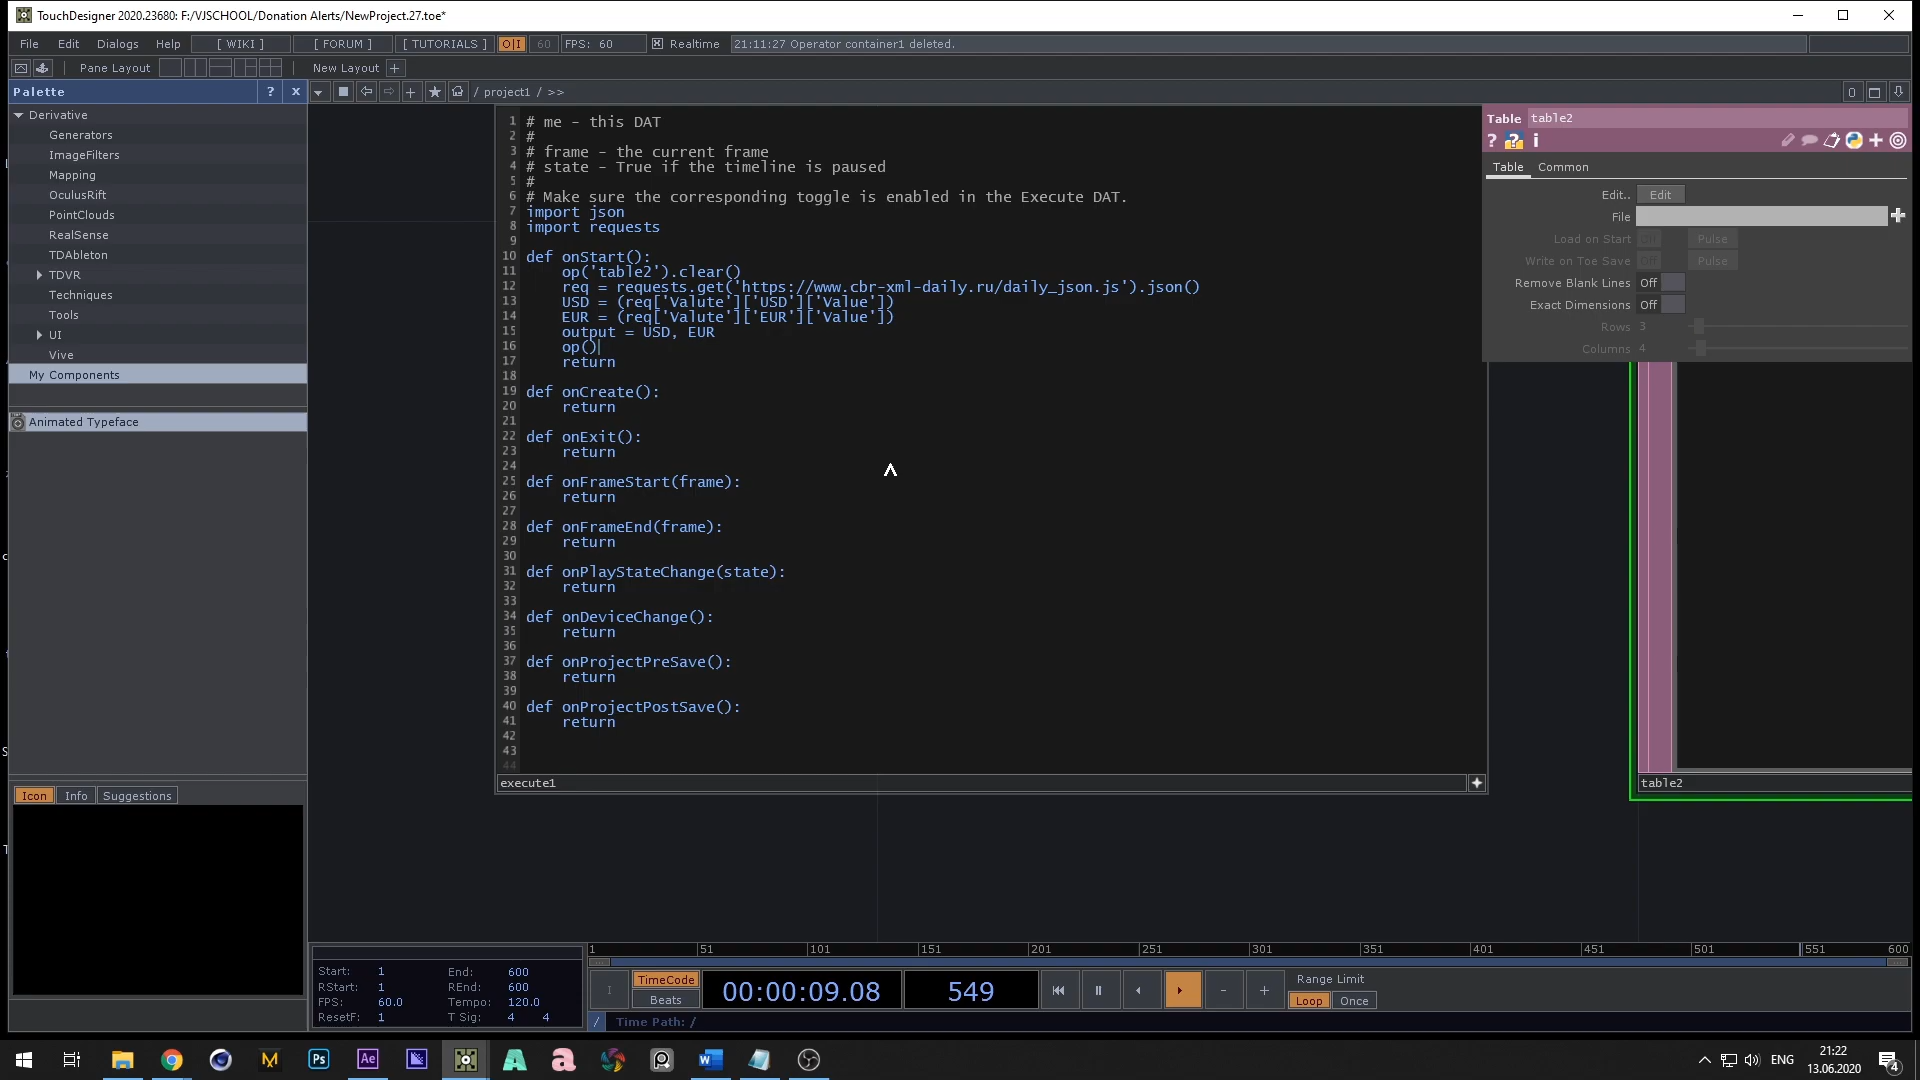 TouchDesigner 2020.23680: F:/VJSCHOOL/Donation Alerts/NewProject.27.toe*
File Edit Dialogs Help [ WIKI ] [ FORUM ] [ TUTORIALS ] O|I 60 FPS: 60 Realtime 21:11:27 Operator container1 deleted.
Pane Layout New Layout +
Palette ? x / project1 / >> 0
Derivative
Generators
ImageFilters
Mapping
OculusRift
PointClouds
RealSense
TDAbleton
TDVR
Techniques
Tools
UI
Vive
My Components
Animated Typeface
Icon Info Suggestions
1 # me - this DAT
2 #
3 # frame - the current frame
4 # state - True if the timeline is paused
5 #
6 # Make sure the corresponding toggle is enabled in the Execute DAT.
7 import json
8 import requests
9
10 def onStart():
11 op('table2').clear()
12 req = requests.get('https://www.cbr-xml-daily.ru/daily_json.js').json()
13 USD = (req['Valute']['USD']['Value'])
14 EUR = (req['Valute']['EUR']['Value'])
15 output = USD, EUR
16 op()
17 return
18
19 def onCreate():
20 return
21
22 def onExit():
23 return
24
25 def onFrameStart(frame):
26 return
27
28 def onFrameEnd(frame):
29 return
30
31 def onPlayStateChange(state):
32 return
33
34 def onDeviceChange():
35 return
36
37 def onProjectPreSave():
38 return
39
40 def onProjectPostSave():
41 return
42
43
44
execute1
Table table2
? ? i
Table Common
Edit.. Edit
File
Load on Start Off Pulse
Write on Toe Save Off Pulse
Remove Blank Lines Off
Exact Dimensions Off
Rows 3
Columns 4
table2
1 51 101 151 201 251 301 351 401 451 501 551 600
Start: 1 End: 600
RStart: 1 REnd: 600
FPS: 60.0 Tempo: 120.0
ResetF: 1 T Sig: 4 4
TimeCode
Beats
00:00:09.08 549
Range Limit
Loop Once
/ Time Path: /
Ps Ae ENG
21:22
13.06.2020
4